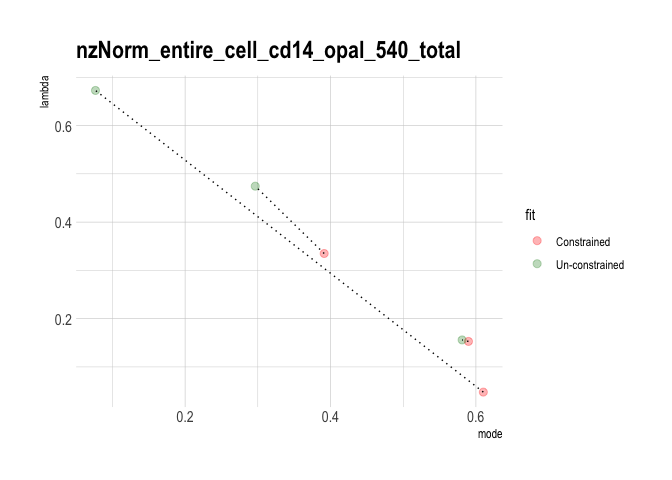 nzNorm_entire_cell_cd14_opal_540_total
lambda
0.6
0.4
0.2
0.2 0.4 0.6
mode
fit
Constrained
Un-constrained